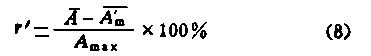 r′ = (A̅ − A̅′ₘ) / Aₘₐₓ × 100% (8)